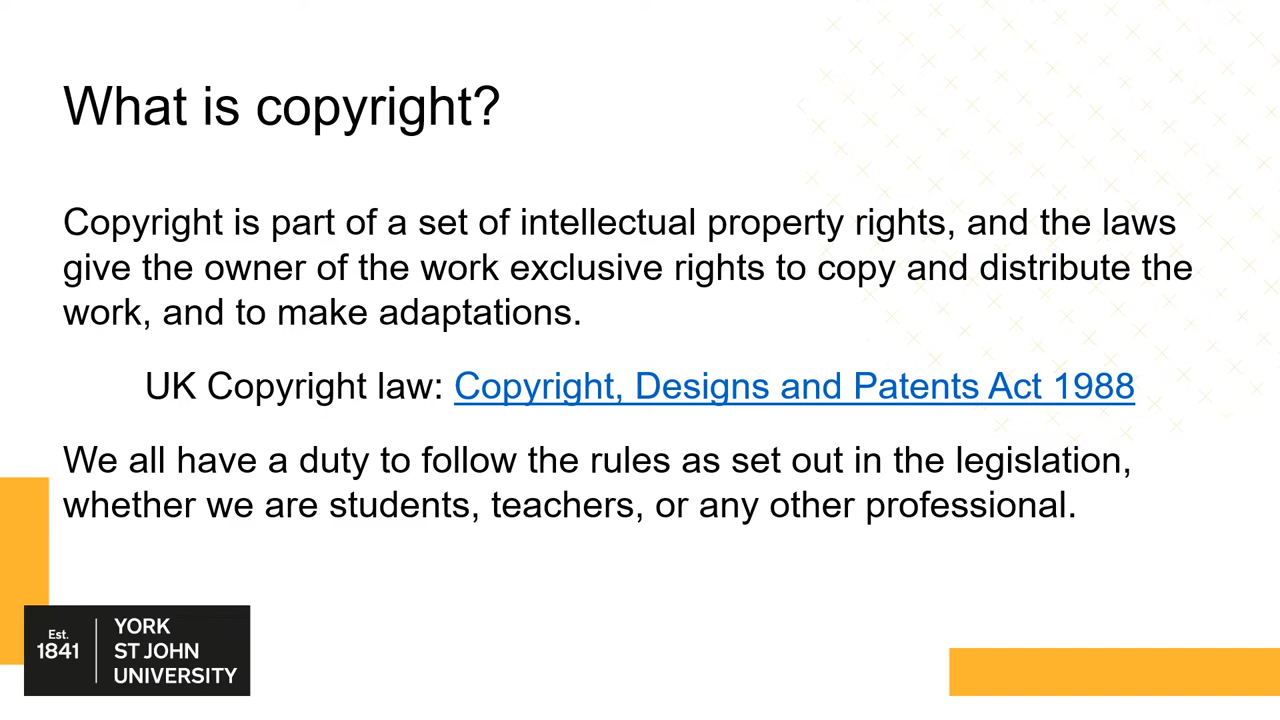 What is copyright?
Copyright is part of a set of intellectual property rights, and the laws
give the owner of the work exclusive rights to copy and distribute the
work, and to make adaptations.
UK Copyright law: Copyright, Designs and Patents Act 1988
We all have a duty to follow the rules as set out in the legislation,
whether we are students, teachers, or any other professional.
Est.
1841
YORK
ST JOHN
UNIVERSITY